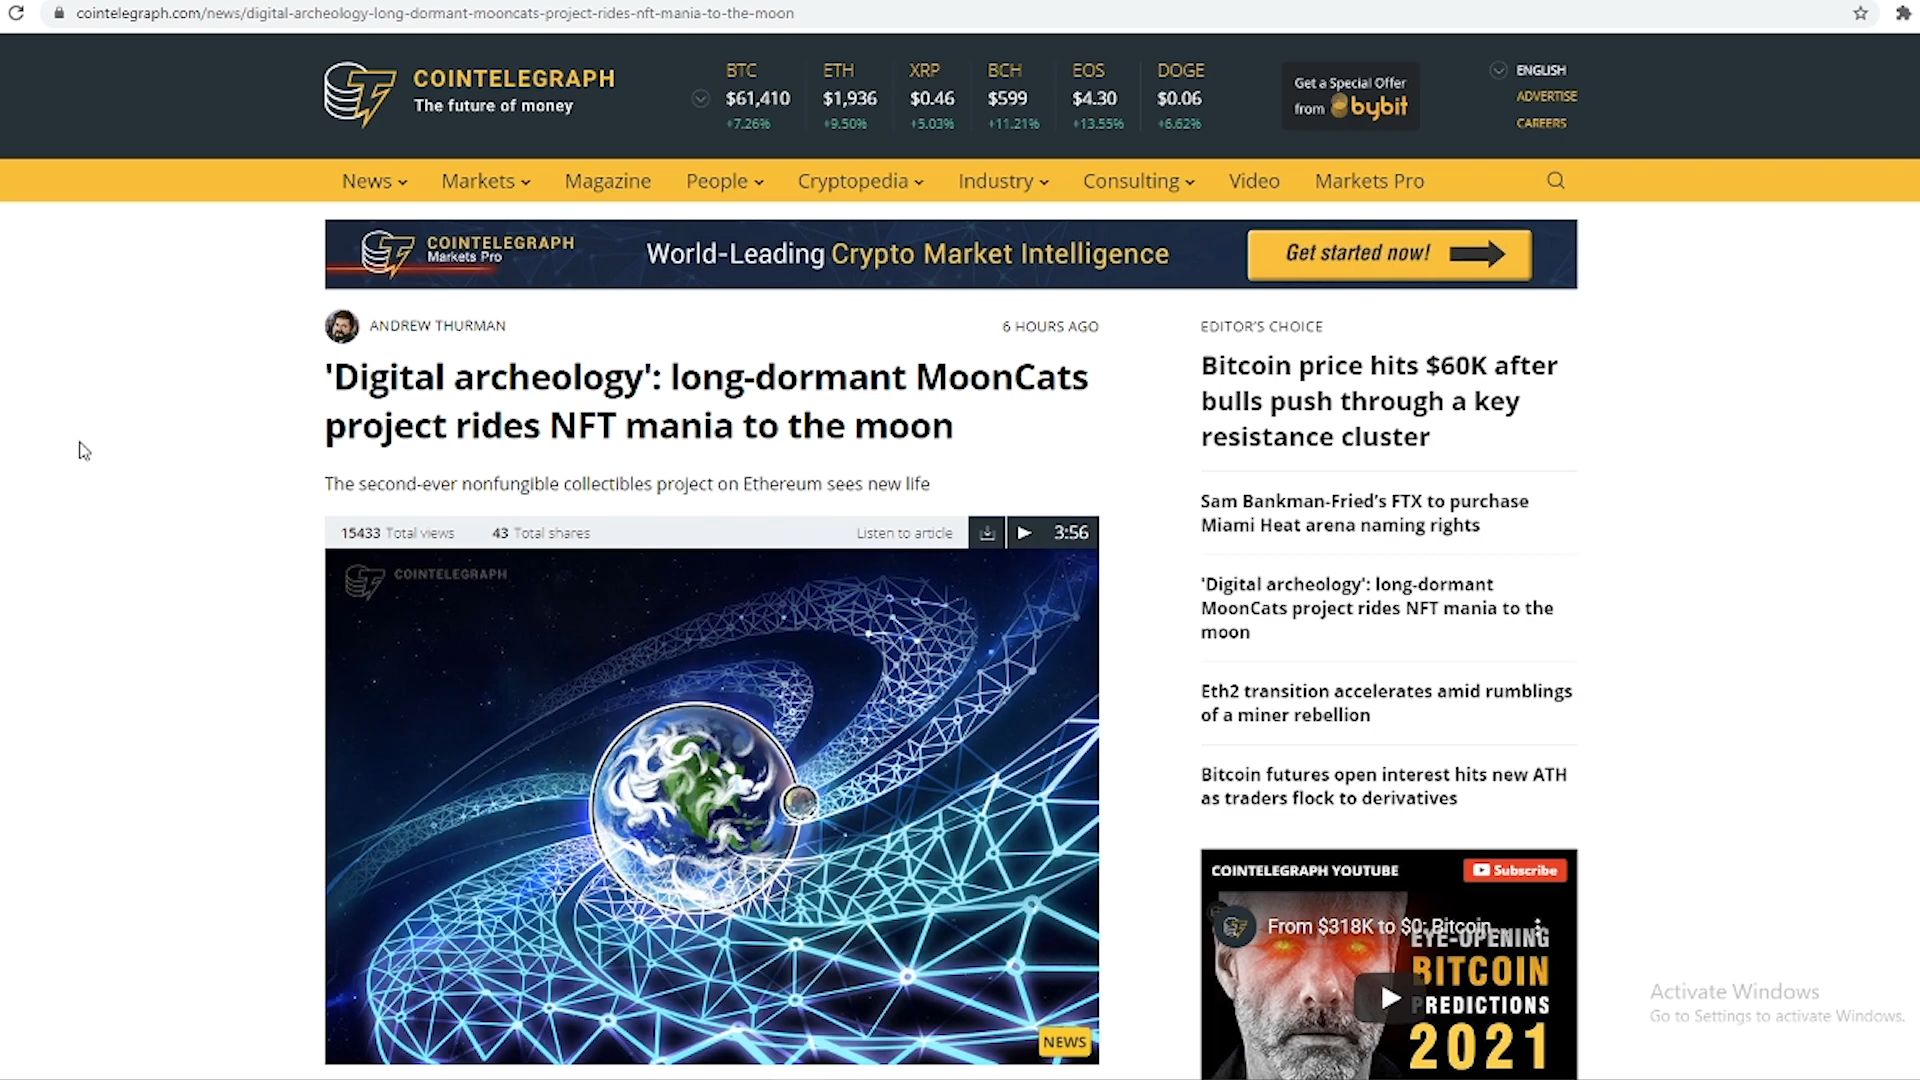 cointelegraph.com/news/digital-archeology-long-dormant-mooncats-project-rides-nft-mania-to-the-moon
COINTELEGRAPH
The future of money
BTC ETH XRP BCH EOS DOGE
$61,410 $1,936 $0.46 $599 $4.30 $0.06
+7.26% +9.50% +5.03% +11.21% +13.55% +6.62%
Get a Special Offer
from bybit
ENGLISH
ADVERTISE
CAREERS
News Markets Magazine People Cryptopedia Industry Consulting Video Markets Pro
COINTELEGRAPH
Markets Pro
World-Leading Crypto Market Intelligence
Get started now!
ANDREW THURMAN
6 HOURS AGO
'Digital archeology': long-dormant MoonCats
project rides NFT mania to the moon
The second-ever nonfungible collectibles project on Ethereum sees new life
15433 Total views 43 Total shares Listen to article 3:56
COINTELEGRAPH
NEWS
EDITOR'S CHOICE
Bitcoin price hits $60K after
bulls push through a key
resistance cluster
Sam Bankman-Fried's FTX to purchase
Miami Heat arena naming rights
'Digital archeology': long-dormant
MoonCats project rides NFT mania to the
moon
Eth2 transition accelerates amid rumblings
of a miner rebellion
Bitcoin futures open interest hits new ATH
as traders flock to derivatives
COINTELEGRAPH YOUTUBE
Subscribe
From $318K to $0: Bitcoin...
EYE-OPENING
BITCOIN
PREDICTIONS
2021
Activate Windows
Go to Settings to activate Windows.